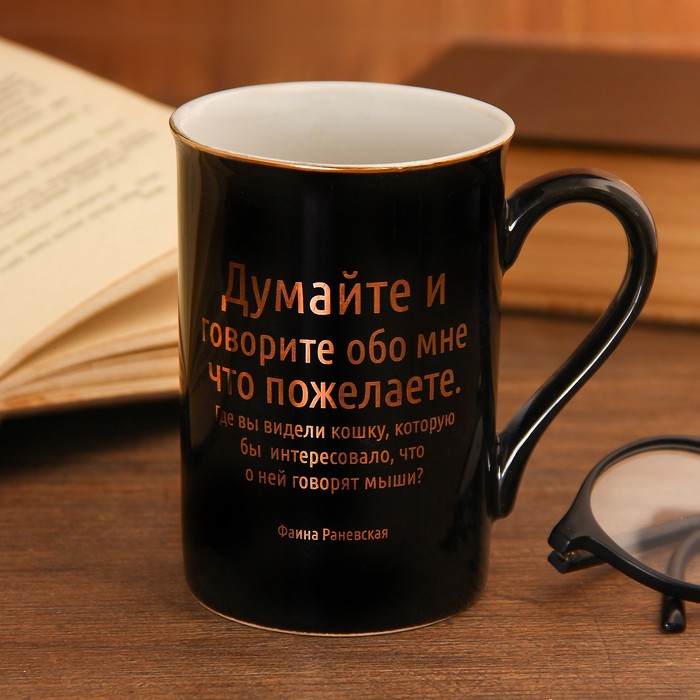 Думайте и
говорите обо мне
что пожелаете.
Где вы видели кошку, которую
бы интересовало, что
о ней говорят мыши?
Фаина Раневская